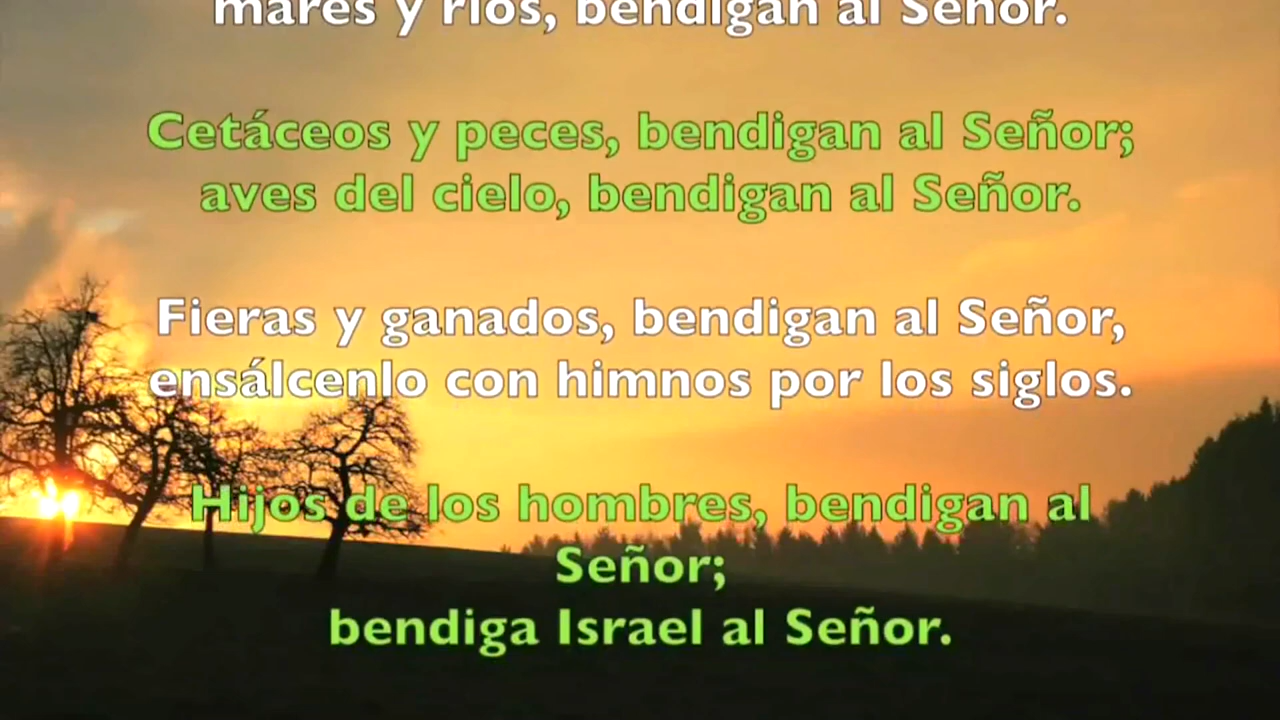 mares y ríos, bendigan al Señor.
Cetáceos y peces, bendigan al Señor;
aves del cielo, bendigan al Señor.
Fieras y ganados, bendigan al Señor,
ensálcenlo con himnos por los siglos.
Hijos de los hombres, bendigan al
Señor;
bendiga Israel al Señor.